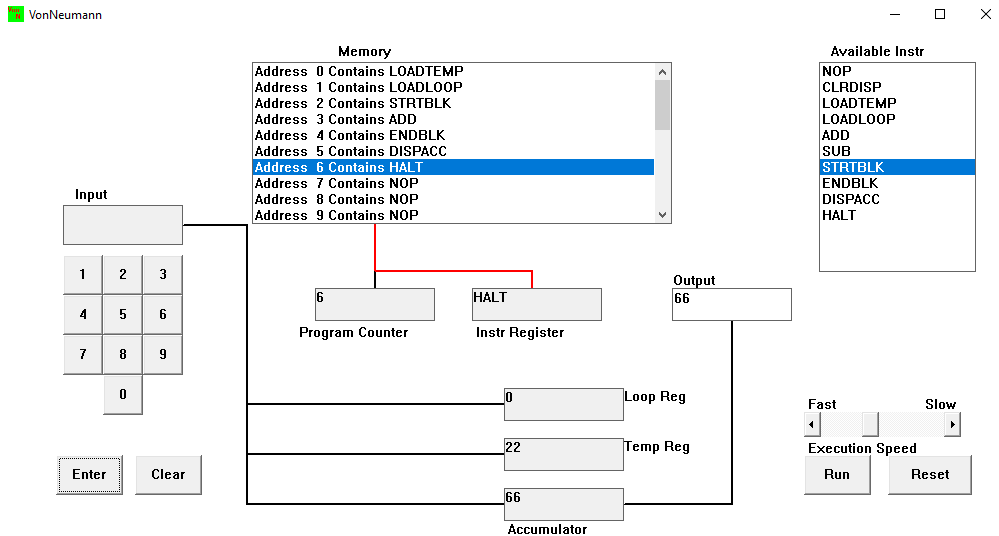 VonNeumann
Memory
Available Instr
Address 0 Contains LOADTEMP
Address 1 Contains LOADLOOP
Address 2 Contains STRTBLK
Address 3 Contains ADD
Address 4 Contains ENDBLK
Address 5 Contains DISPACC
Address 6 Contains HALT
Address 7 Contains NOP
Address 8 Contains NOP
Address 9 Contains NOP
NOP
CLRDISP
LOADTEMP
LOADLOOP
ADD
SUB
STRTBLK
ENDBLK
DISPACC
HALT
Input
1 2 3
4 5 6
7 8 9
0
Enter Clear
6
Program Counter
HALT
Instr Register
Output
66
0 Loop Reg
22 Temp Reg
66
Accumulator
Fast Slow
Execution Speed
Run Reset